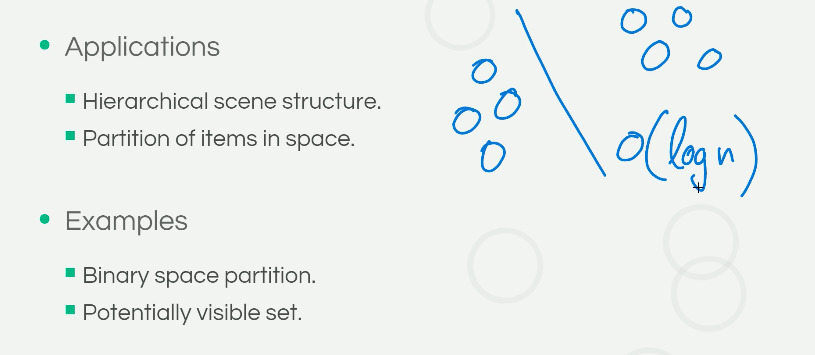 Applications
Hierarchical scene structure.
Partition of items in space.
O(log n)
Examples
Binary space partition.
Potentially visible set.